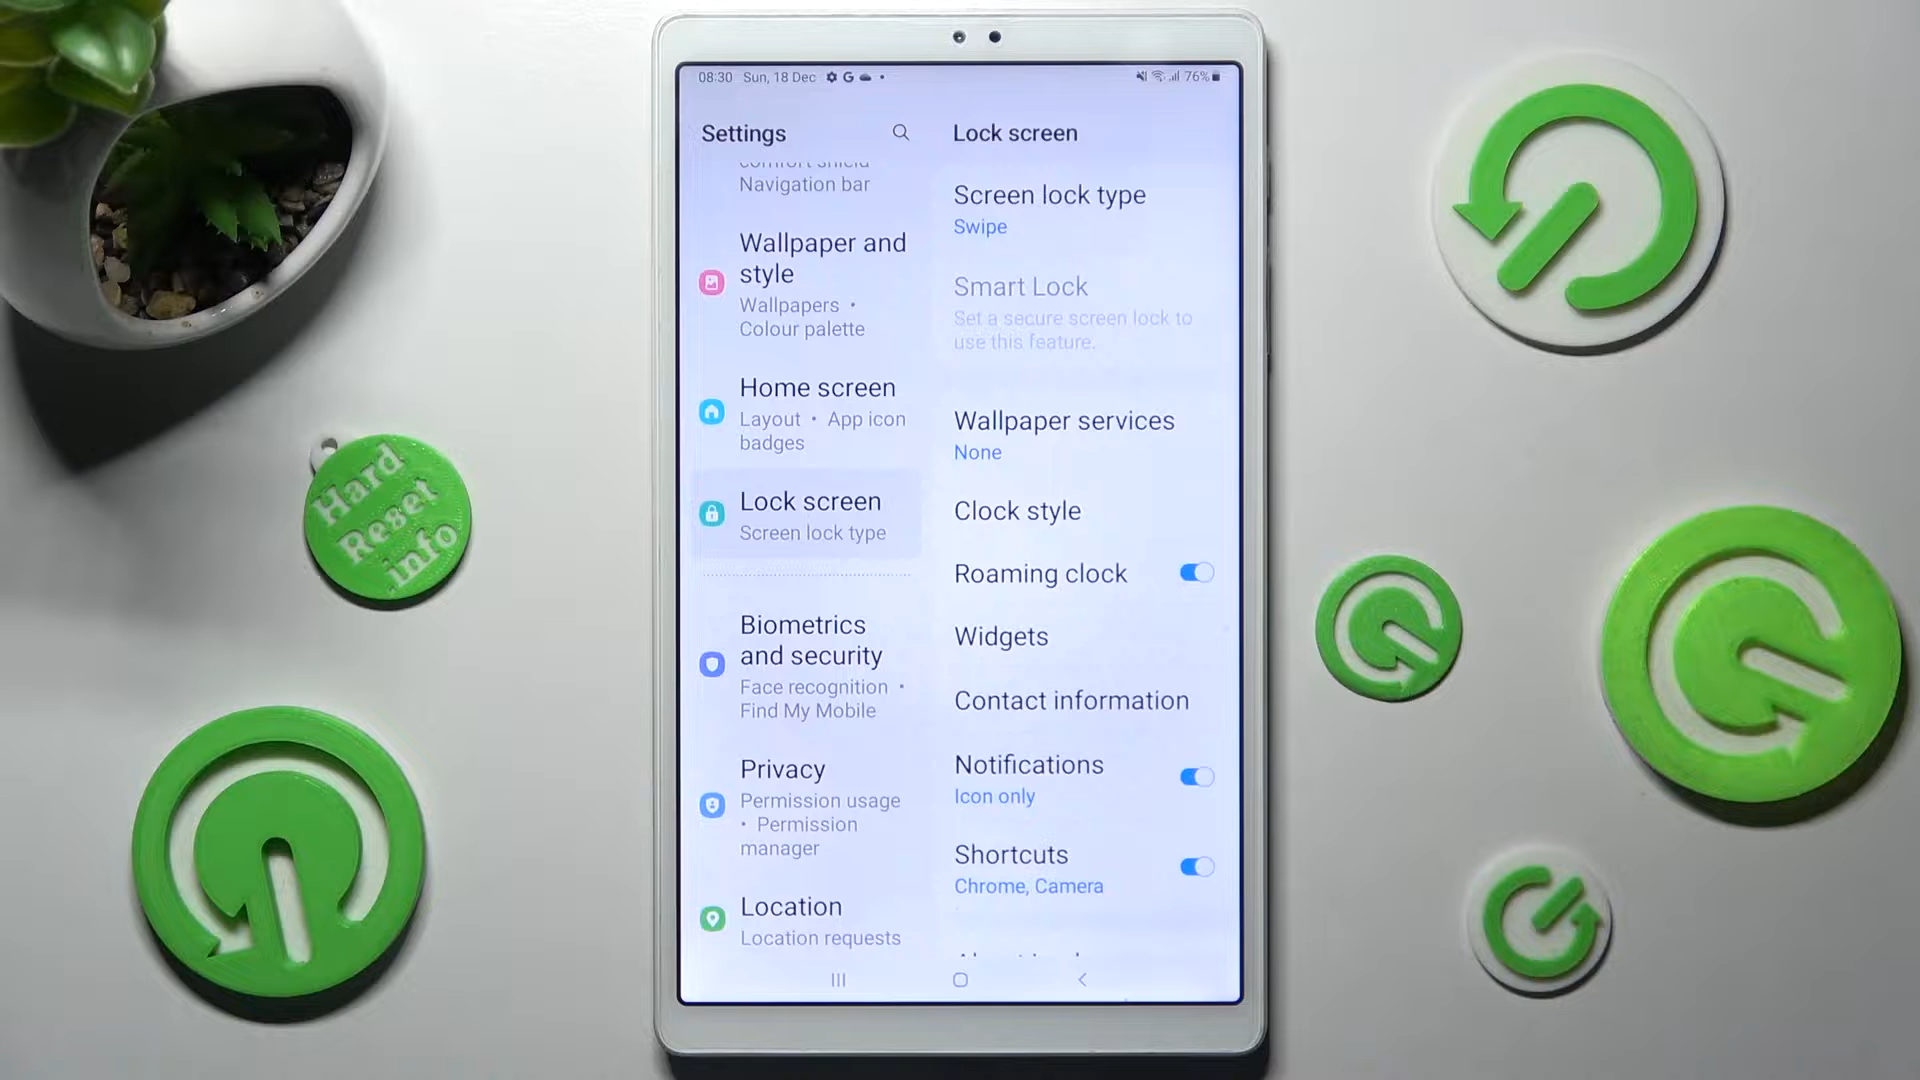 08:30 Sun, 18 Dec
76%
Settings
Navigation bar
Wallpaper and
style
Wallpapers •
Colour palette
Home screen
Layout • App icon
badges
Lock screen
Screen lock type
Biometrics
and security
Face recognition •
Find My Mobile
Privacy
Permission usage
• Permission
manager
Location
Location requests
Lock screen
Screen lock type
Swipe
Smart Lock
Set a secure screen lock to
use this feature.
Wallpaper services
None
Clock style
Roaming clock
Widgets
Contact information
Notifications
Icon only
Shortcuts
Chrome, Camera
Hard
Reset
.info